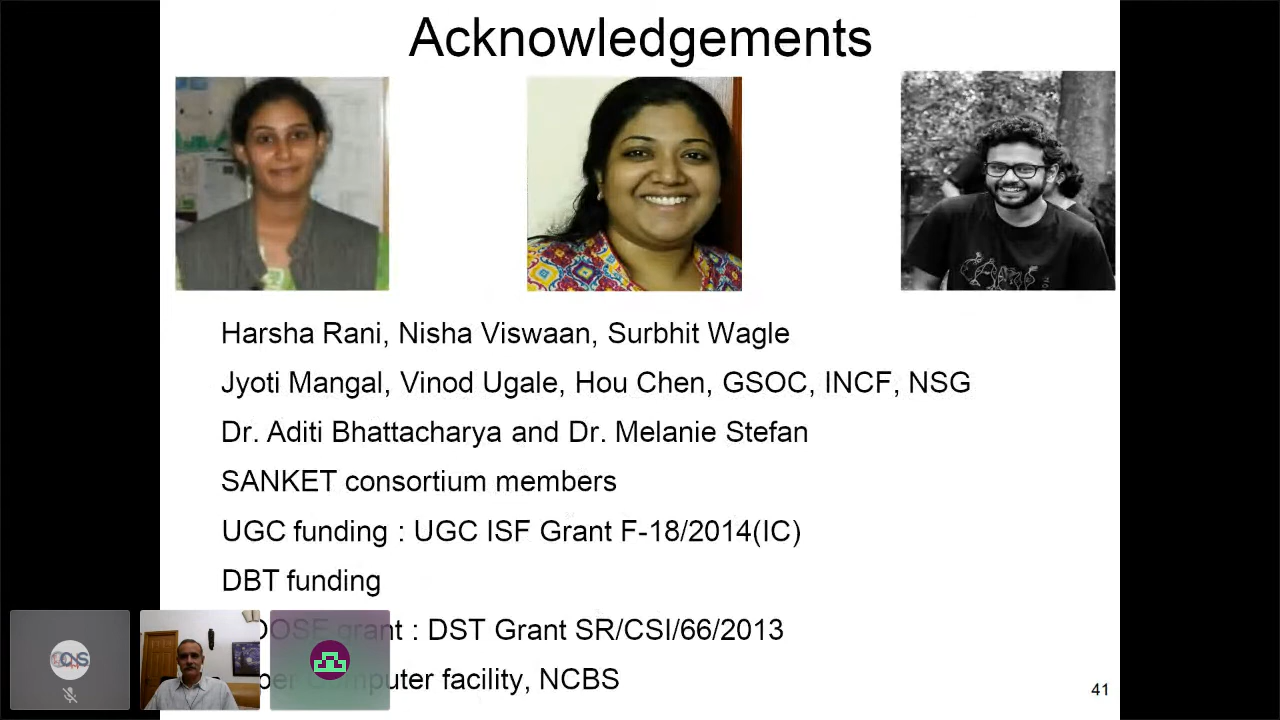 Acknowledgements
Harsha Rani, Nisha Viswaan, Surbhit Wagle
Jyoti Mangal, Vinod Ugale, Hou Chen, GSOC, INCF, NSG
Dr. Aditi Bhattacharya and Dr. Melanie Stefan
SANKET consortium members
UGC funding : UGC ISF Grant F-18/2014(IC)
DBT funding
grant : DST Grant SR/CSI/66/2013
Computer facility, NCBS
41